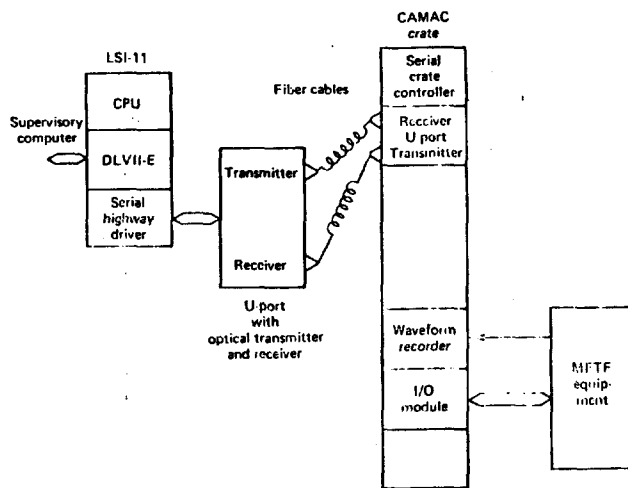 CAMAC
crate
LSI-11
CPU
DLVII-E
Serial
highway
driver
Supervisory
computer
Fiber cables
Transmitter
Receiver
U-port
with
optical transmitter
and receiver
Serial
crate
controller
Receiver
U port
Transmitter
Waveform
recorder
I/O
module
MFTF
equip-
ment